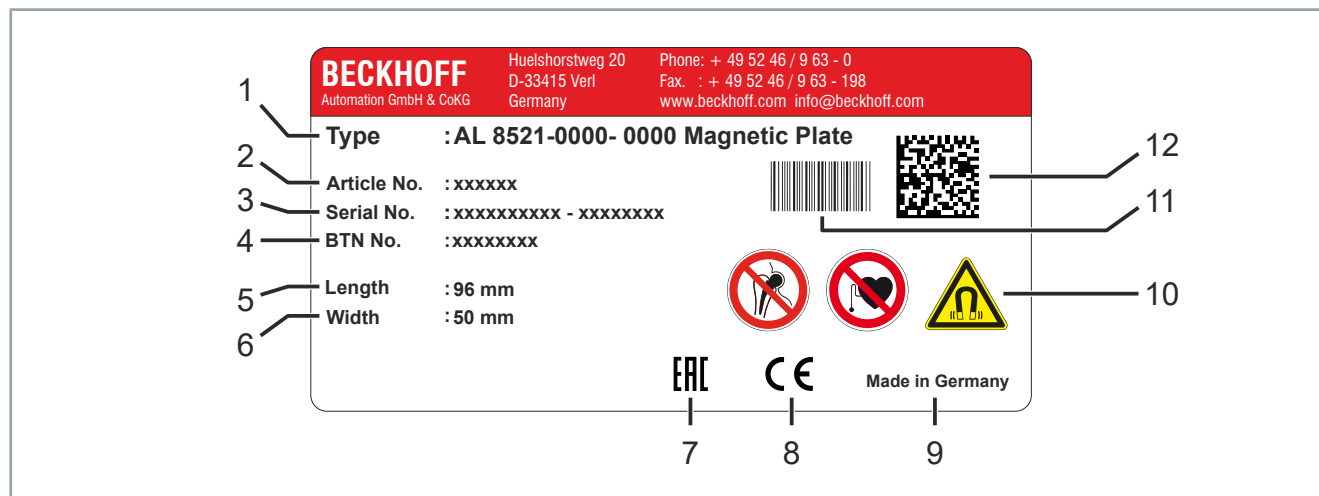 BECKHOFF
Automation GmbH & CoKG
Huelshorstweg 20
D-33415 Verl
Germany
Phone: + 49 52 46 / 9 63 - 0
Fax. : + 49 52 46 / 9 63 - 198
www.beckhoff.com info@beckhoff.com
1
Type :AL 8521-0000- 0000 Magnetic Plate
2
Article No. :xxxxxx
3
Serial No. :xxxxxxxxxx - xxxxxxxx
4
BTN No. :xxxxxxxx
5
Length :96 mm
6
Width :50 mm
12
11
10
EAC
CE
Made in Germany
7
8
9